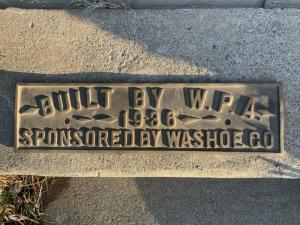 BUILT BY W.P.A.
1936
SPONSORED BY WASHOE CO